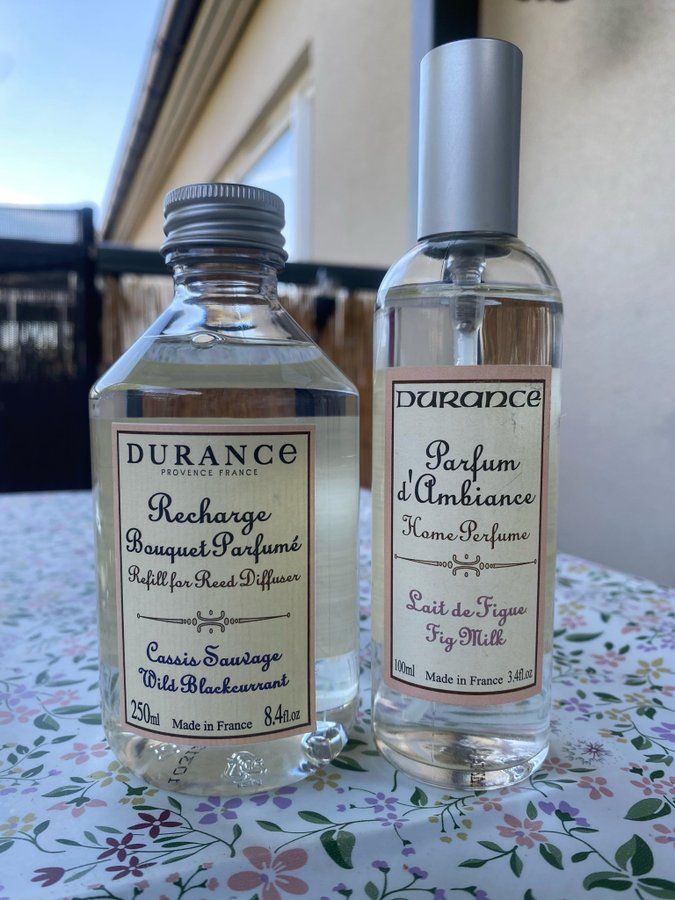 DURANCE
PROVENCE FRANCE
Recharge
Bouquet Parfumé
Refill for Reed Diffuser
Cassis Sauvage
Wild Blackcurrant
250ml Made in France 8.4fl.oz
DURANCE
Parfum
d'Ambiance
Home Perfume
Lait de Figue
Fig Milk
100ml Made in France 3.4fl.oz